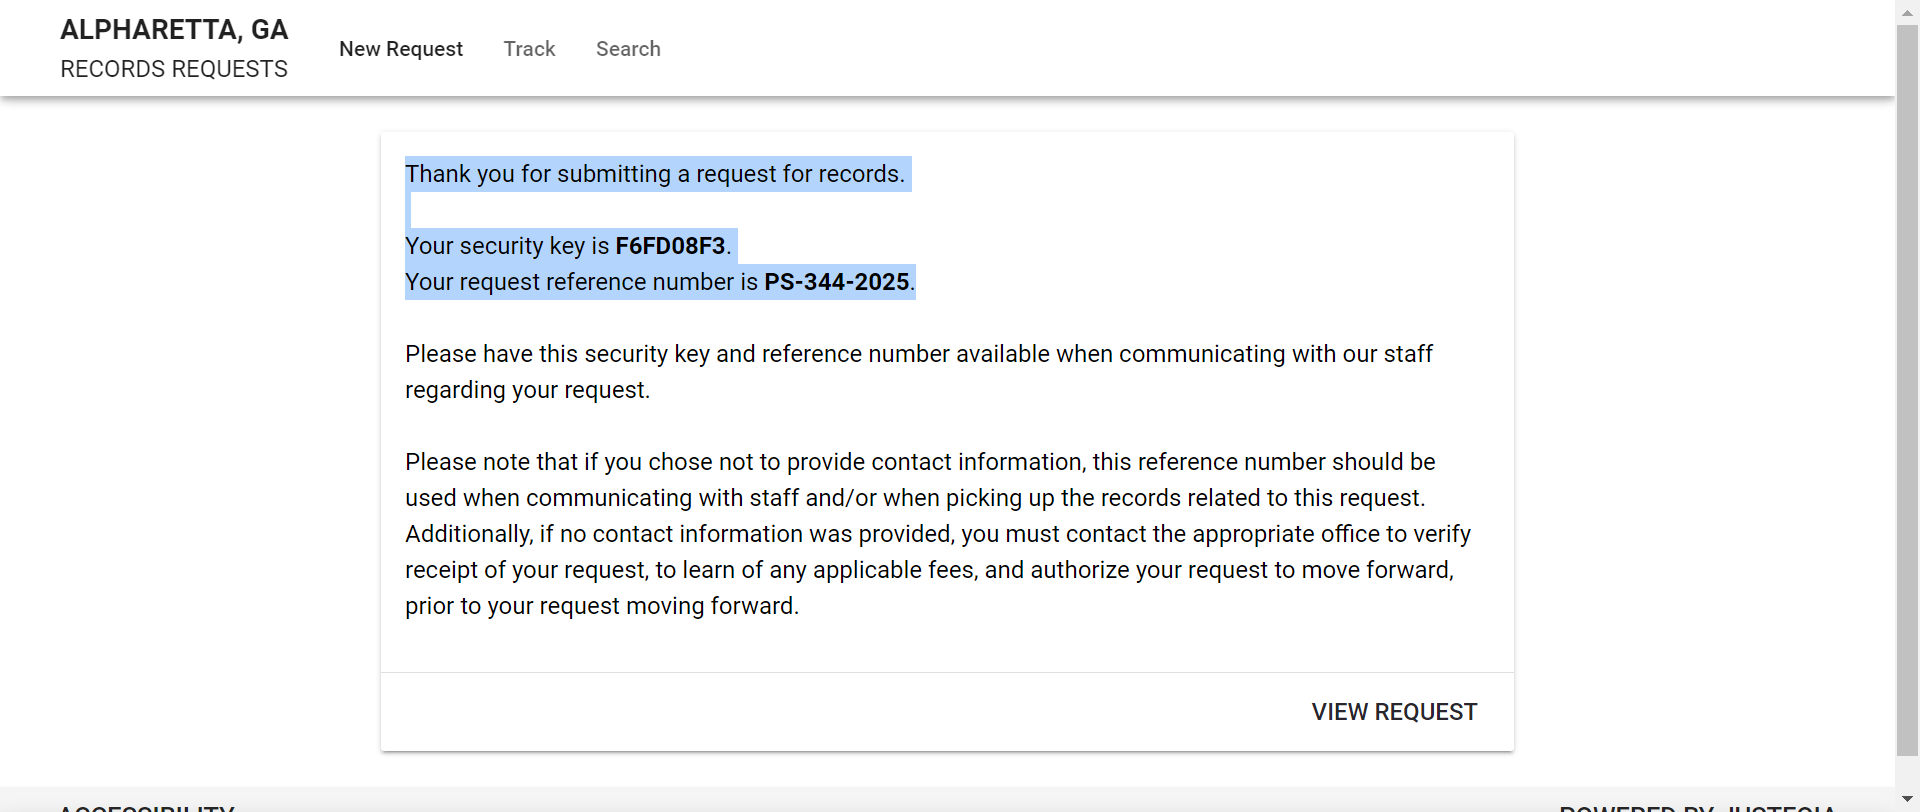 ALPHARETTA, GA
RECORDS REQUESTS
New Request
Track
Search
Thank you for submitting a request for records.
Your security key is F6FD08F3.
Your request reference number is PS-344-2025.
Please have this security key and reference number available when communicating with our staff
regarding your request.
Please note that if you chose not to provide contact information, this reference number should be
used when communicating with staff and/or when picking up the records related to this request.
Additionally, if no contact information was provided, you must contact the appropriate office to verify
receipt of your request, to learn of any applicable fees, and authorize your request to move forward,
prior to your request moving forward.
VIEW REQUEST
ACCESSIBILITY
POWERED BY JUSTFOIA